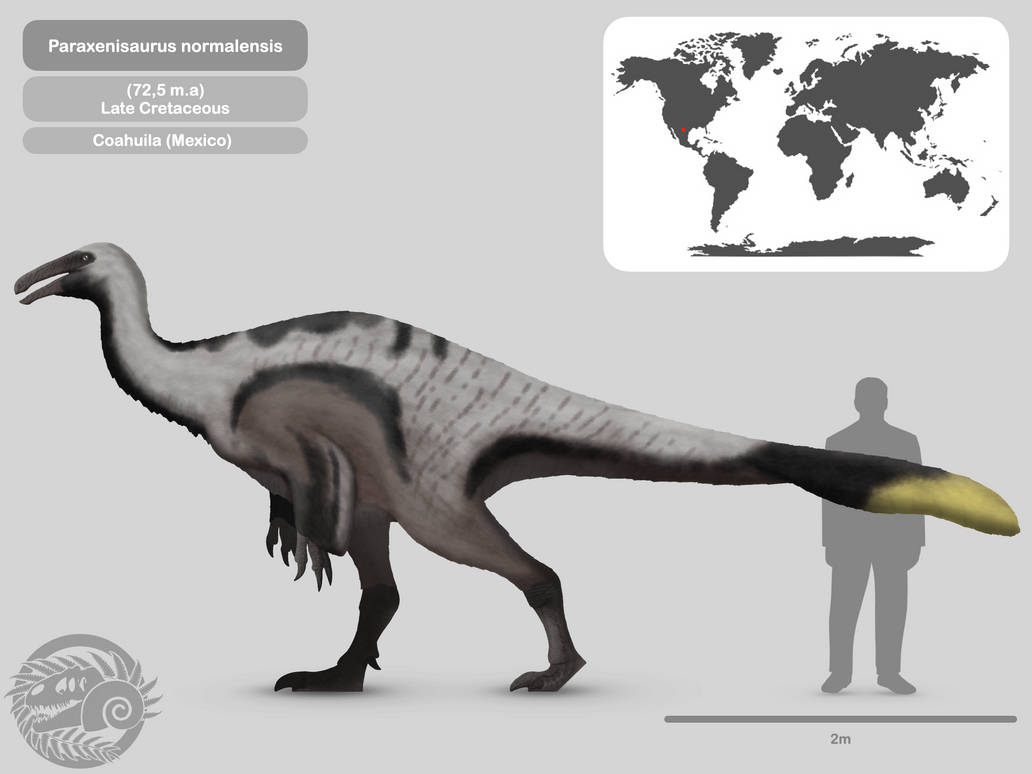 Paraxenisaurus normalensis
(72,5 m.a)
Late Cretaceous
Coahuila (Mexico)
2m